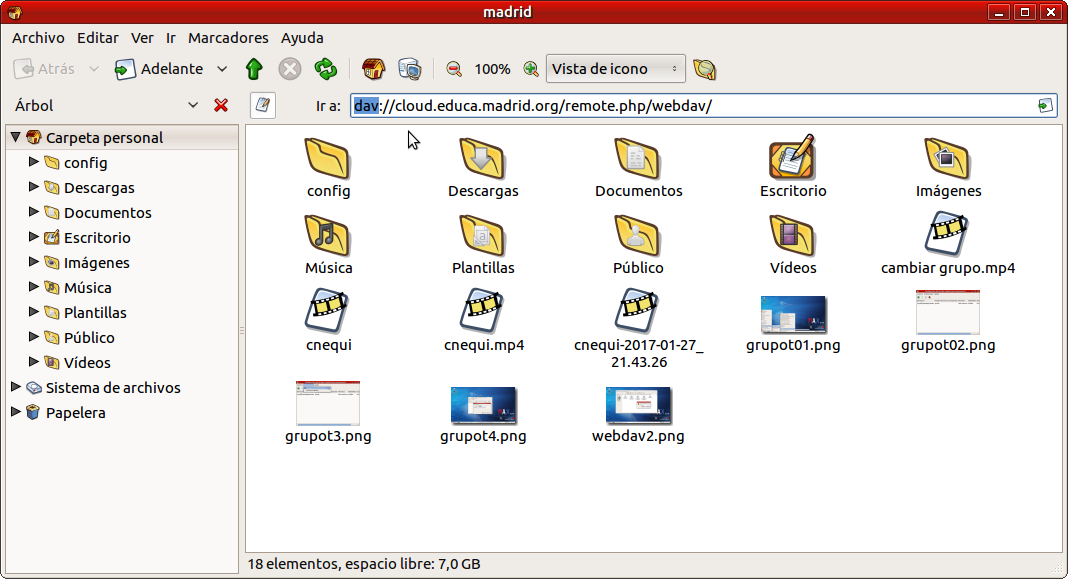 madrid
Archivo Editar Ver Ir Marcadores Ayuda
Atrás Adelante 100% Vista de icono
Árbol Ir a: dav://cloud.educa.madrid.org/remote.php/webdav/
Carpeta personal
config
Descargas
Documentos
Escritorio
Imágenes
Música
Plantillas
Público
Vídeos
Sistema de archivos
Papelera
config Descargas Documentos Escritorio Imágenes
Música Plantillas Público Vídeos cambiar grupo.mp4
cnequi cnequi.mp4 cnequi-2017-01-27_ grupot01.png grupot02.png
21.43.26
grupot3.png grupot4.png webdav2.png
18 elementos, espacio libre: 7,0 GB